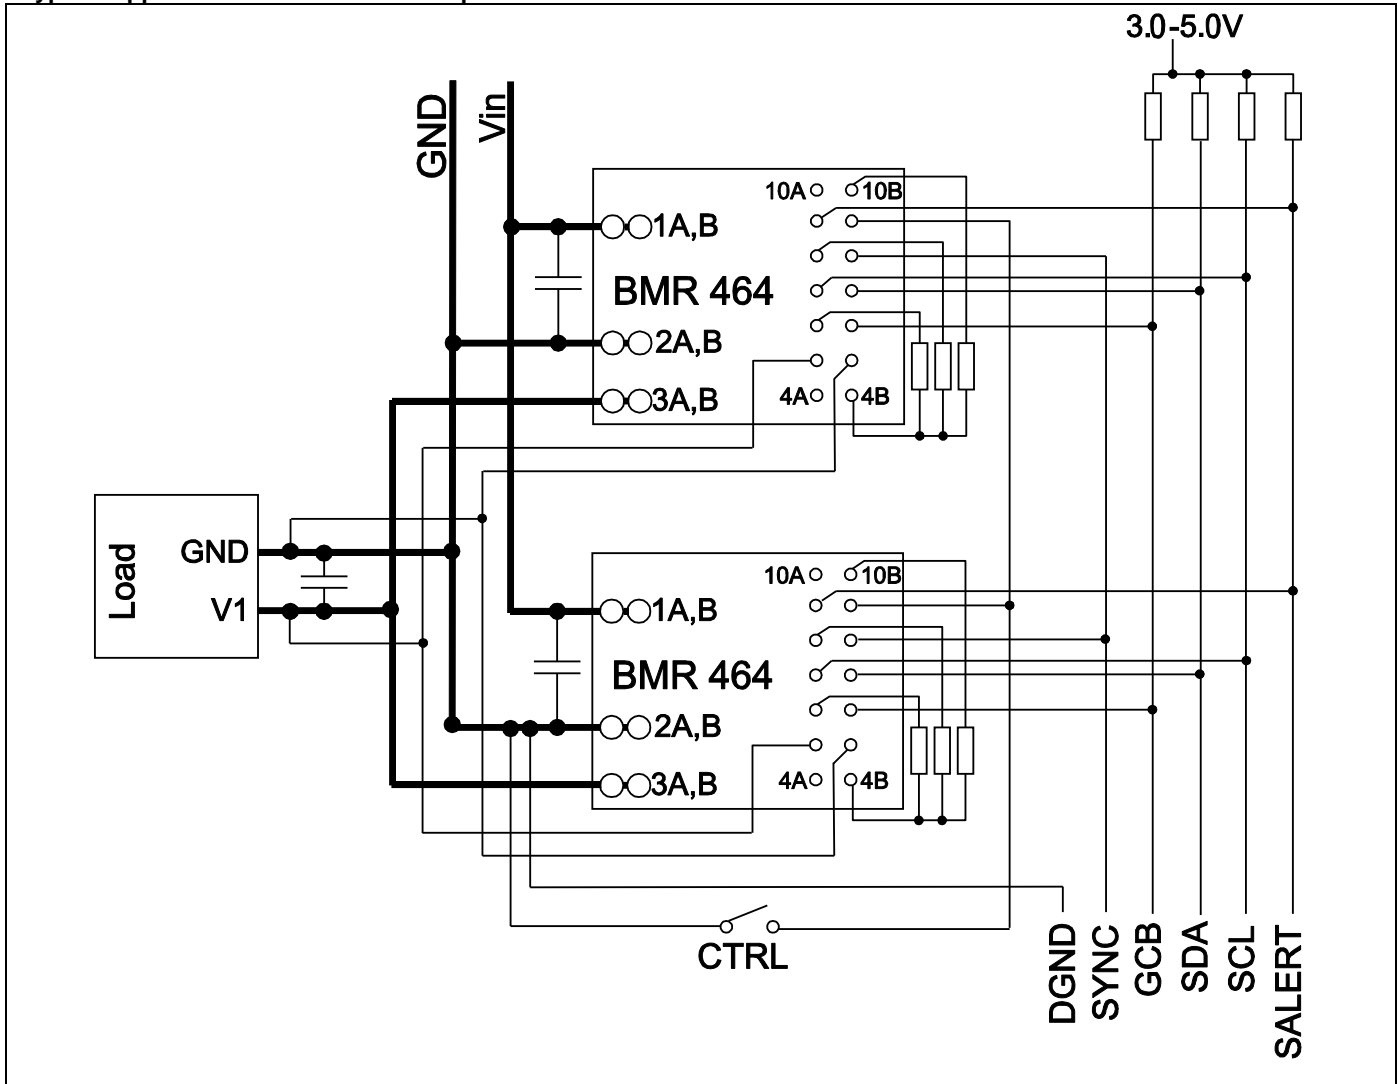 3.0-5.0V
GND
Vin
10A
10B
1A,B
BMR 464
2A,B
3A,B
4A
4B
Load
GND
V1
10A
10B
1A,B
BMR 464
2A,B
3A,B
4A
4B
CTRL
DGND
SYNC
GCB
SDA
SCL
SALERT